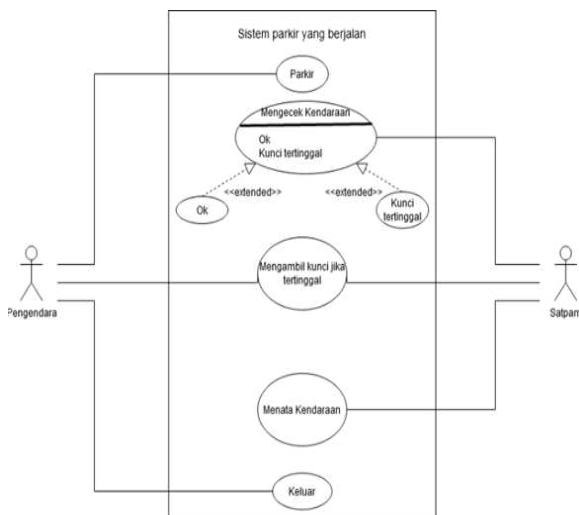 Sistem parkir yang berjalan
Parkir
Mengecek Kendaraan
Ok
Kunci tertinggal
<<extended>>
<<extended>>
Ok
Kunci
tertinggal
Mengambil kunci jika
tertinggal
Pengendara
Satpam
Menata Kendaraan
Keluar